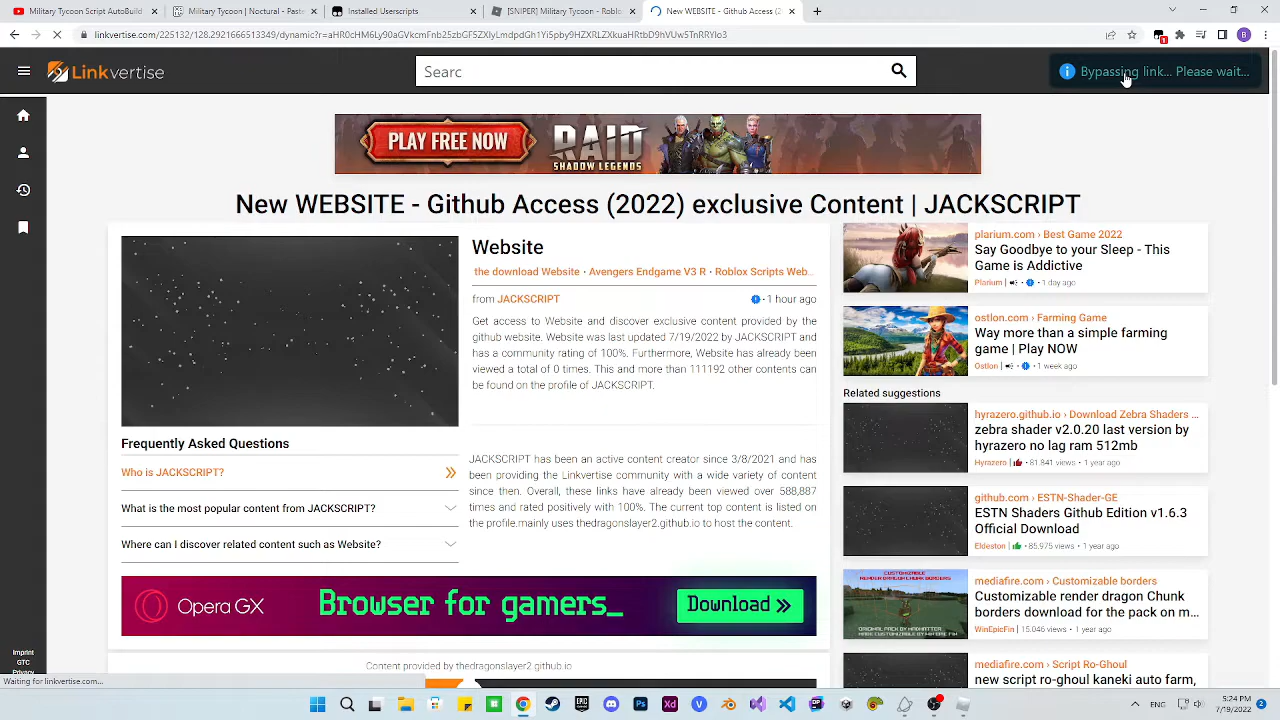 Military Tycoon Script AutoBuild
Military Tycoon | Noctural - Paste
Installed Userscripts
[SNIPER] Military Tycoon - Roblo
New WEBSITE - Github Access (2
linkvertise.com/225132/128.2921666513349/dynamic?r=
Linkvertise
Searc
Bypassing link... Please wait...
PLAY FREE NOW
RAID
SHADOW LEGENDS
New WEBSITE - Github Access (2022) exclusive Content | JACKSCRIPT
Website
the download Website · Avengers Endgame V3 R · Roblox Scripts Web...
from JACKSCRIPT
· 1 hour ago
Get access to Website and discover exclusive content provided by the
github website. Website was last updated 7/19/2022 by JACKSCRIPT and
has a community rating of 100%. Furthermore, Website has already been
viewed a total of 0 times. This and more than 111192 other contents can
be found on the profile of JACKSCRIPT.
Frequently Asked Questions
Who is JACKSCRIPT?
What is the most popular content from JACKSCRIPT?
Where can I discover related content such as Website?
JACKSCRIPT has been an active content creator since 3/8/2021 and has
been providing the Linkvertise community with a wide variety of content
since then. Overall, these links have already been viewed over 588,887
times and rated positively with 100%. The current top content is listed on
the profile.mainly uses thedragonslayer2.github.io to host the content.
Opera GX
Browser for gamers_
Download
Content provided by thedragonslayer2.github.io
plarium.com › Best Game 2022
Say Goodbye to your Sleep - This
Game is Addictive
Plarium | · 1 day ago
ostlon.com › Farming Game
Way more than a simple farming
game | Play NOW
Ostlon | · 1 week ago
Related suggestions
hyrazero.github.io › Download Zebra Shaders ...
zebra shader v2.0.20 last version by
hyrazero no lag ram 512mb
Hyrazero | · 81.841 views · 1 year ago
github.com › ESTN-Shader-GE
ESTN Shaders Github Edition v1.6.3
Official Download
Eldeston | · 85.975 views · 1 year ago
CUSTOMIZABLE
RENDER DRAGON CHUNK BORDERS
mediafire.com › Customizable borders
Customizable render dragon Chunk
borders download for the pack on m...
WinEpicFin | 15.046 views · 1 year ago
mediafire.com › Script Ro-Ghoul
new script ro-ghoul kaneki auto farm,
Imprint
GTC
Waiting for linkvertise.com...
5:24 PM
7/19/2022